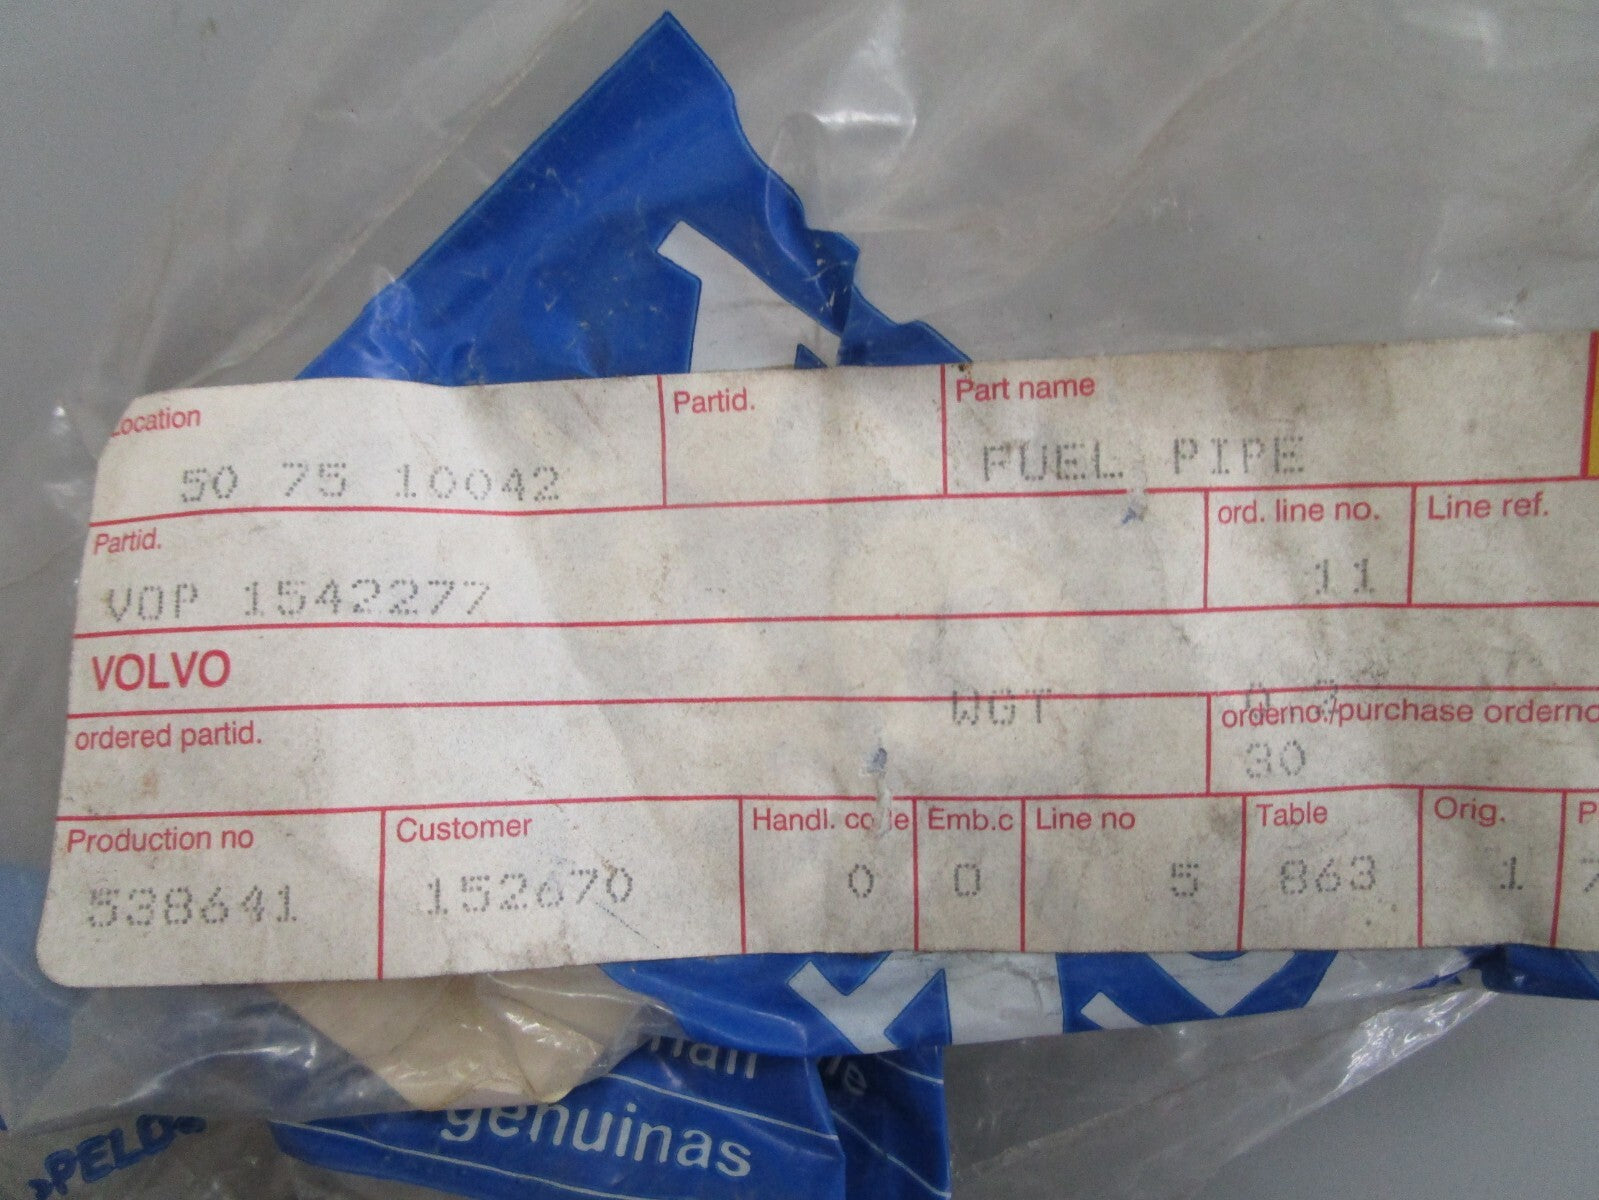 Location Partid. Part name
50 75 10042 FUEL PIPE
Partid. ord. line no. Line ref.
VOP 1542277 11
VOLVO
WGT
ordered partid. orderno./purchase orderno
30
Production no Customer Handl. code Emb.c Line no Table Orig.
538641 152670 0 0 5 863 1 7
genuinas
»PELD«